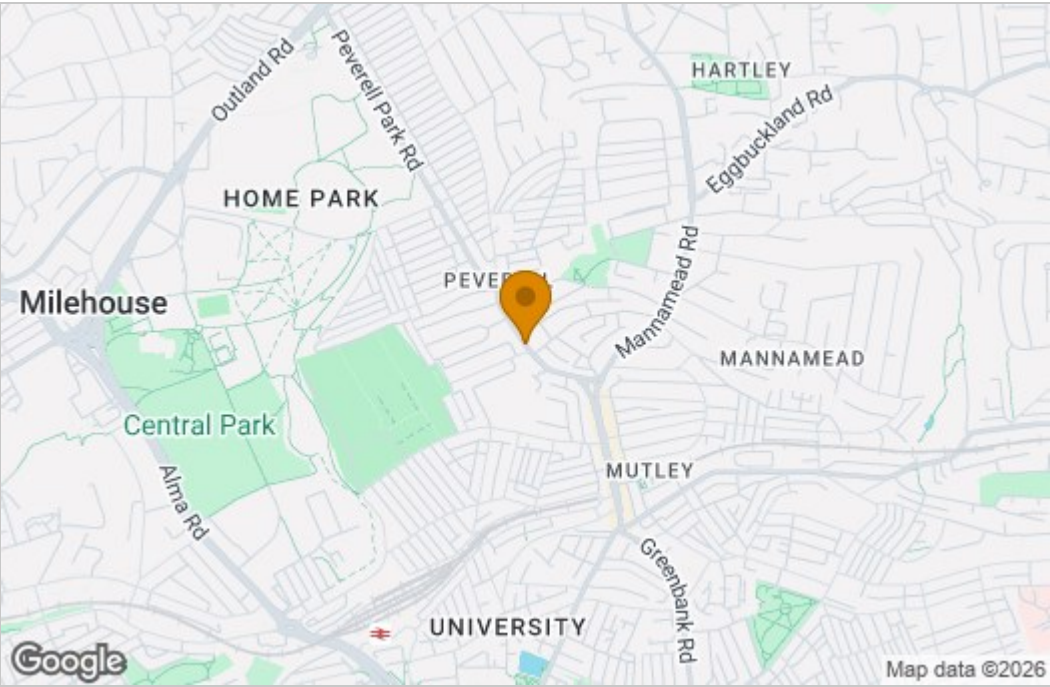 Outland Rd
Peverell Park Rd
HARTLEY
Eggbuckland Rd
HOME PARK
Mannamead Rd
Milehouse
MANNAMEAD
Central Park
MUTLEY
Alma Rd
Greenbank Rd
UNIVERSITY
Google
Map data ©2026